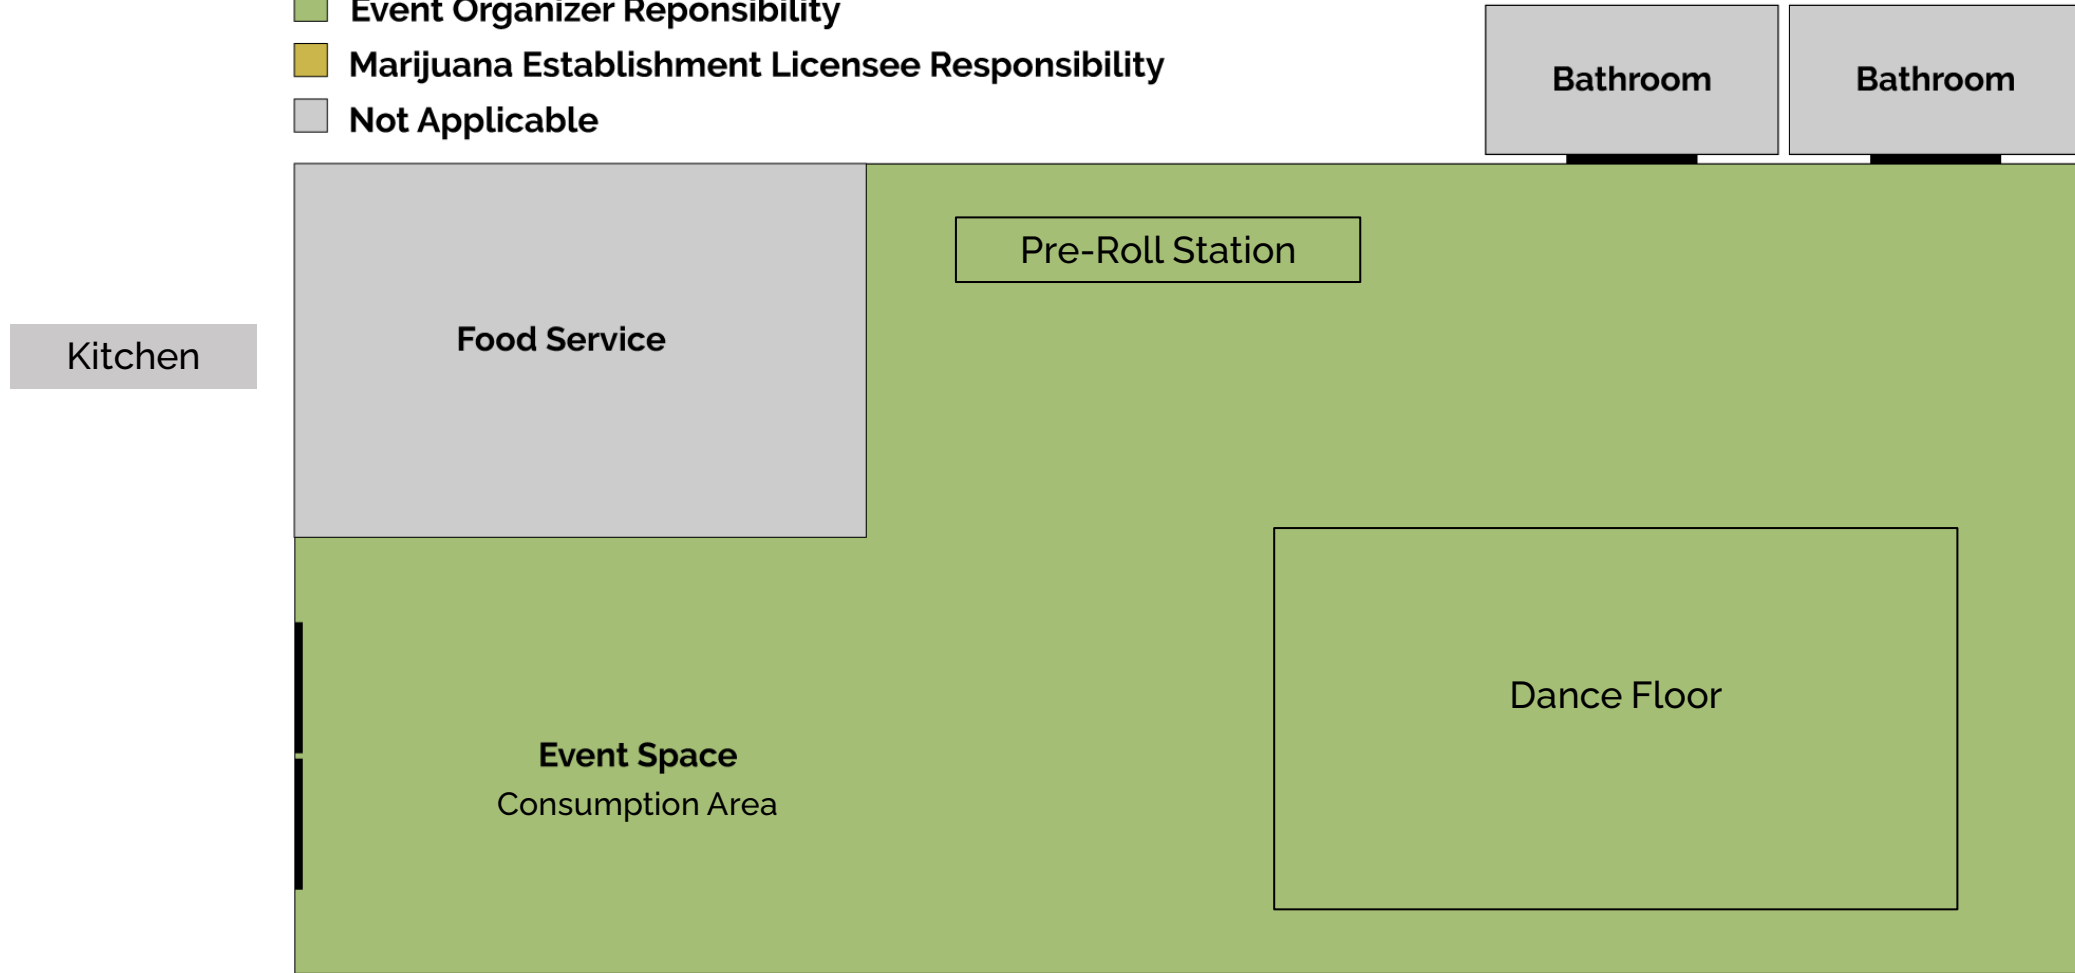 Event Organizer Reponsibility
Marijuana Establishment Licensee Responsibility
Not Applicable
Bathroom
Bathroom
Pre-Roll Station
Food Service
Kitchen
Dance Floor
Event Space
Consumption Area